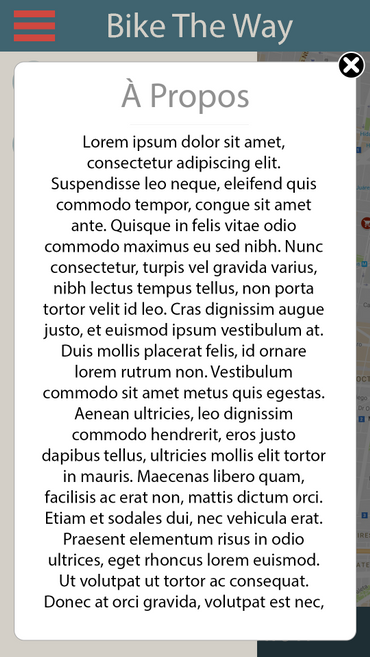 Bike The Way
À Propos
Lorem ipsum dolor sit amet,
consectetur adipiscing elit.
Suspendisse leo neque, eleifend quis
commodo tempor, congue sit amet
ante. Quisque in felis vitae odio
commodo maximus eu sed nibh. Nunc
consectetur, turpis vel gravida varius,
nibh lectus tempus tellus, non porta
tortor velit id leo. Cras dignissim augue
justo, et euismod ipsum vestibulum at.
Duis mollis placerat felis, id ornare
lorem rutrum non. Vestibulum
commodo sit amet metus quis egestas.
Aenean ultricies, leo dignissim
commodo hendrerit, eros justo
dapibus tellus, ultricies mollis elit tortor
in mauris. Maecenas libero quam,
facilisis ac erat non, mattis dictum orci.
Etiam et sodales dui, nec vehicula erat.
Praesent elementum risus in odio
ultrices, eget rhoncus lorem euismod.
Ut volutpat ut tortor ac consequat.
Donec at orci gravida, volutpat est nec,